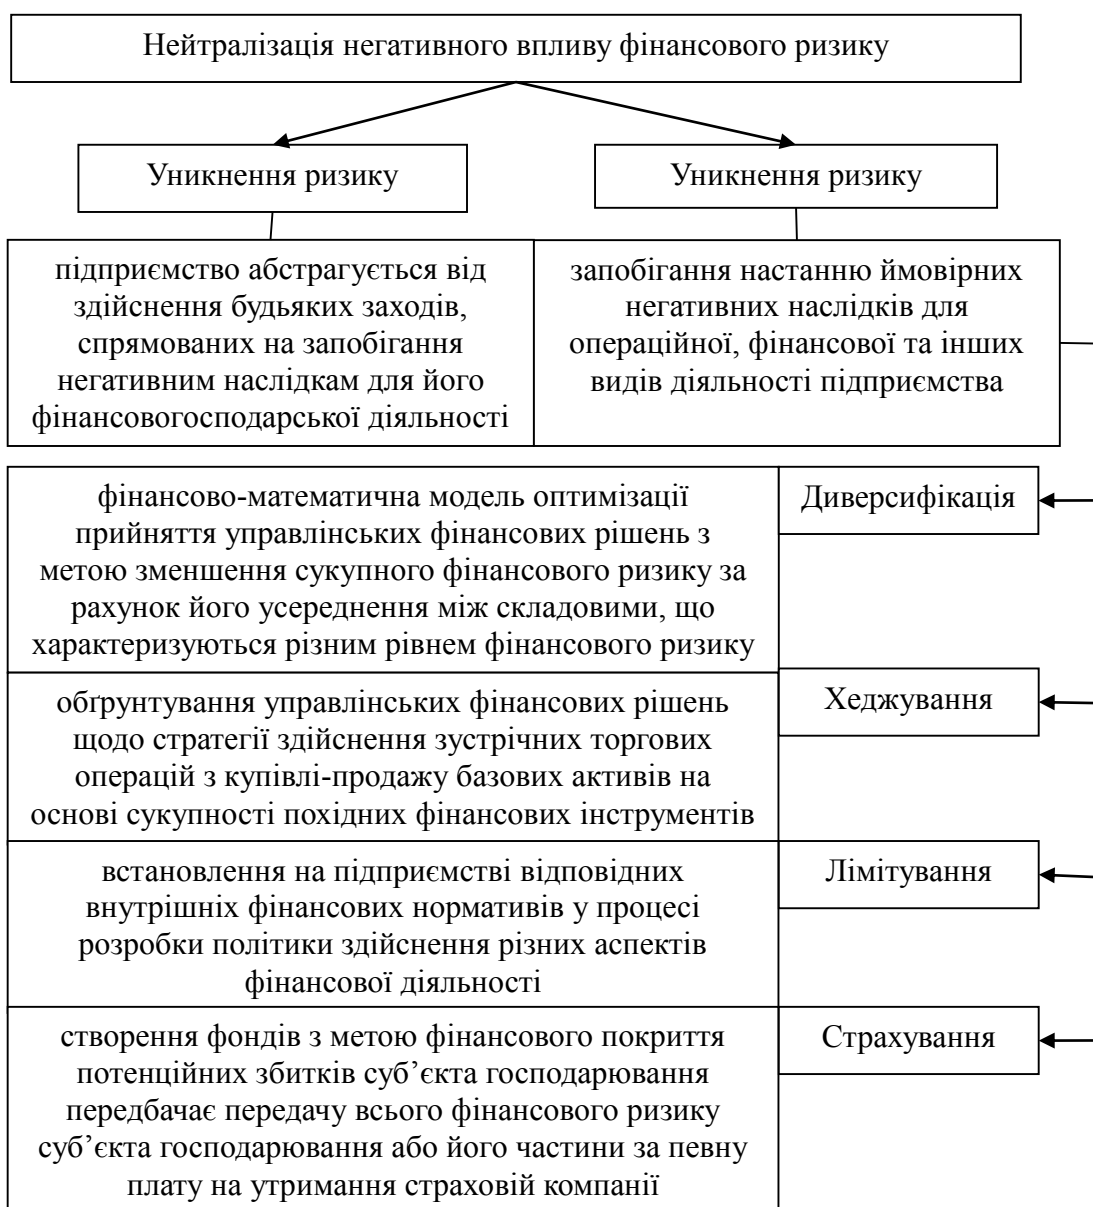 Нейтралізація негативного впливу фінансового ризику
Уникнення ризику
Уникнення ризику
підприємство абстрагується від
здійснення будьяких заходів,
спрямованих на запобігання
негативним наслідкам для його
фінансовогосподарської діяльності
запобігання настанню ймовірних
негативних наслідків для
операційної, фінансової та інших
видів діяльності підприємства
фінансово-математична модель оптимізації
прийняття управлінських фінансових рішень з
метою зменшення сукупного фінансового ризику за
рахунок його усереднення між складовими, що
характеризуються різним рівнем фінансового ризику
Диверсифікація
обґрунтування управлінських фінансових рішень
щодо стратегії здійснення зустрічних торгових
операцій з купівлі-продажу базових активів на
основі сукупності похідних фінансових інструментів
Хеджування
встановлення на підприємстві відповідних
внутрішніх фінансових нормативів у процесі
розробки політики здійснення різних аспектів
фінансової діяльності
Лімітування
створення фондів з метою фінансового покриття
потенційних збитків суб’єкта господарювання
передбачає передачу всього фінансового ризику
суб’єкта господарювання або його частини за певну
плату на утримання страховій компанії
Страхування